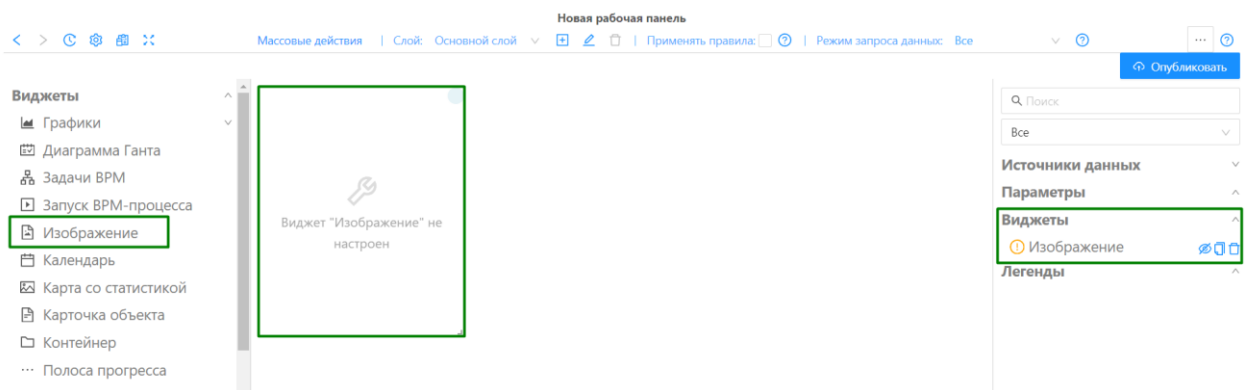 Новая рабочая панель
Массовые действия | Слой: Основной слой | Применять правила: | Режим запроса данных: Все
Опубликовать
Виджеты
Графики
Диаграмма Ганта
Задачи BPM
Запуск BPM-процесса
Изображение
Календарь
Карта со статистикой
Карточка объекта
Контейнер
Полоса прогресса
Виджет "Изображение" не
настроен
Поиск
Все
Источники данных
Параметры
Виджеты
Изображение
Легенды